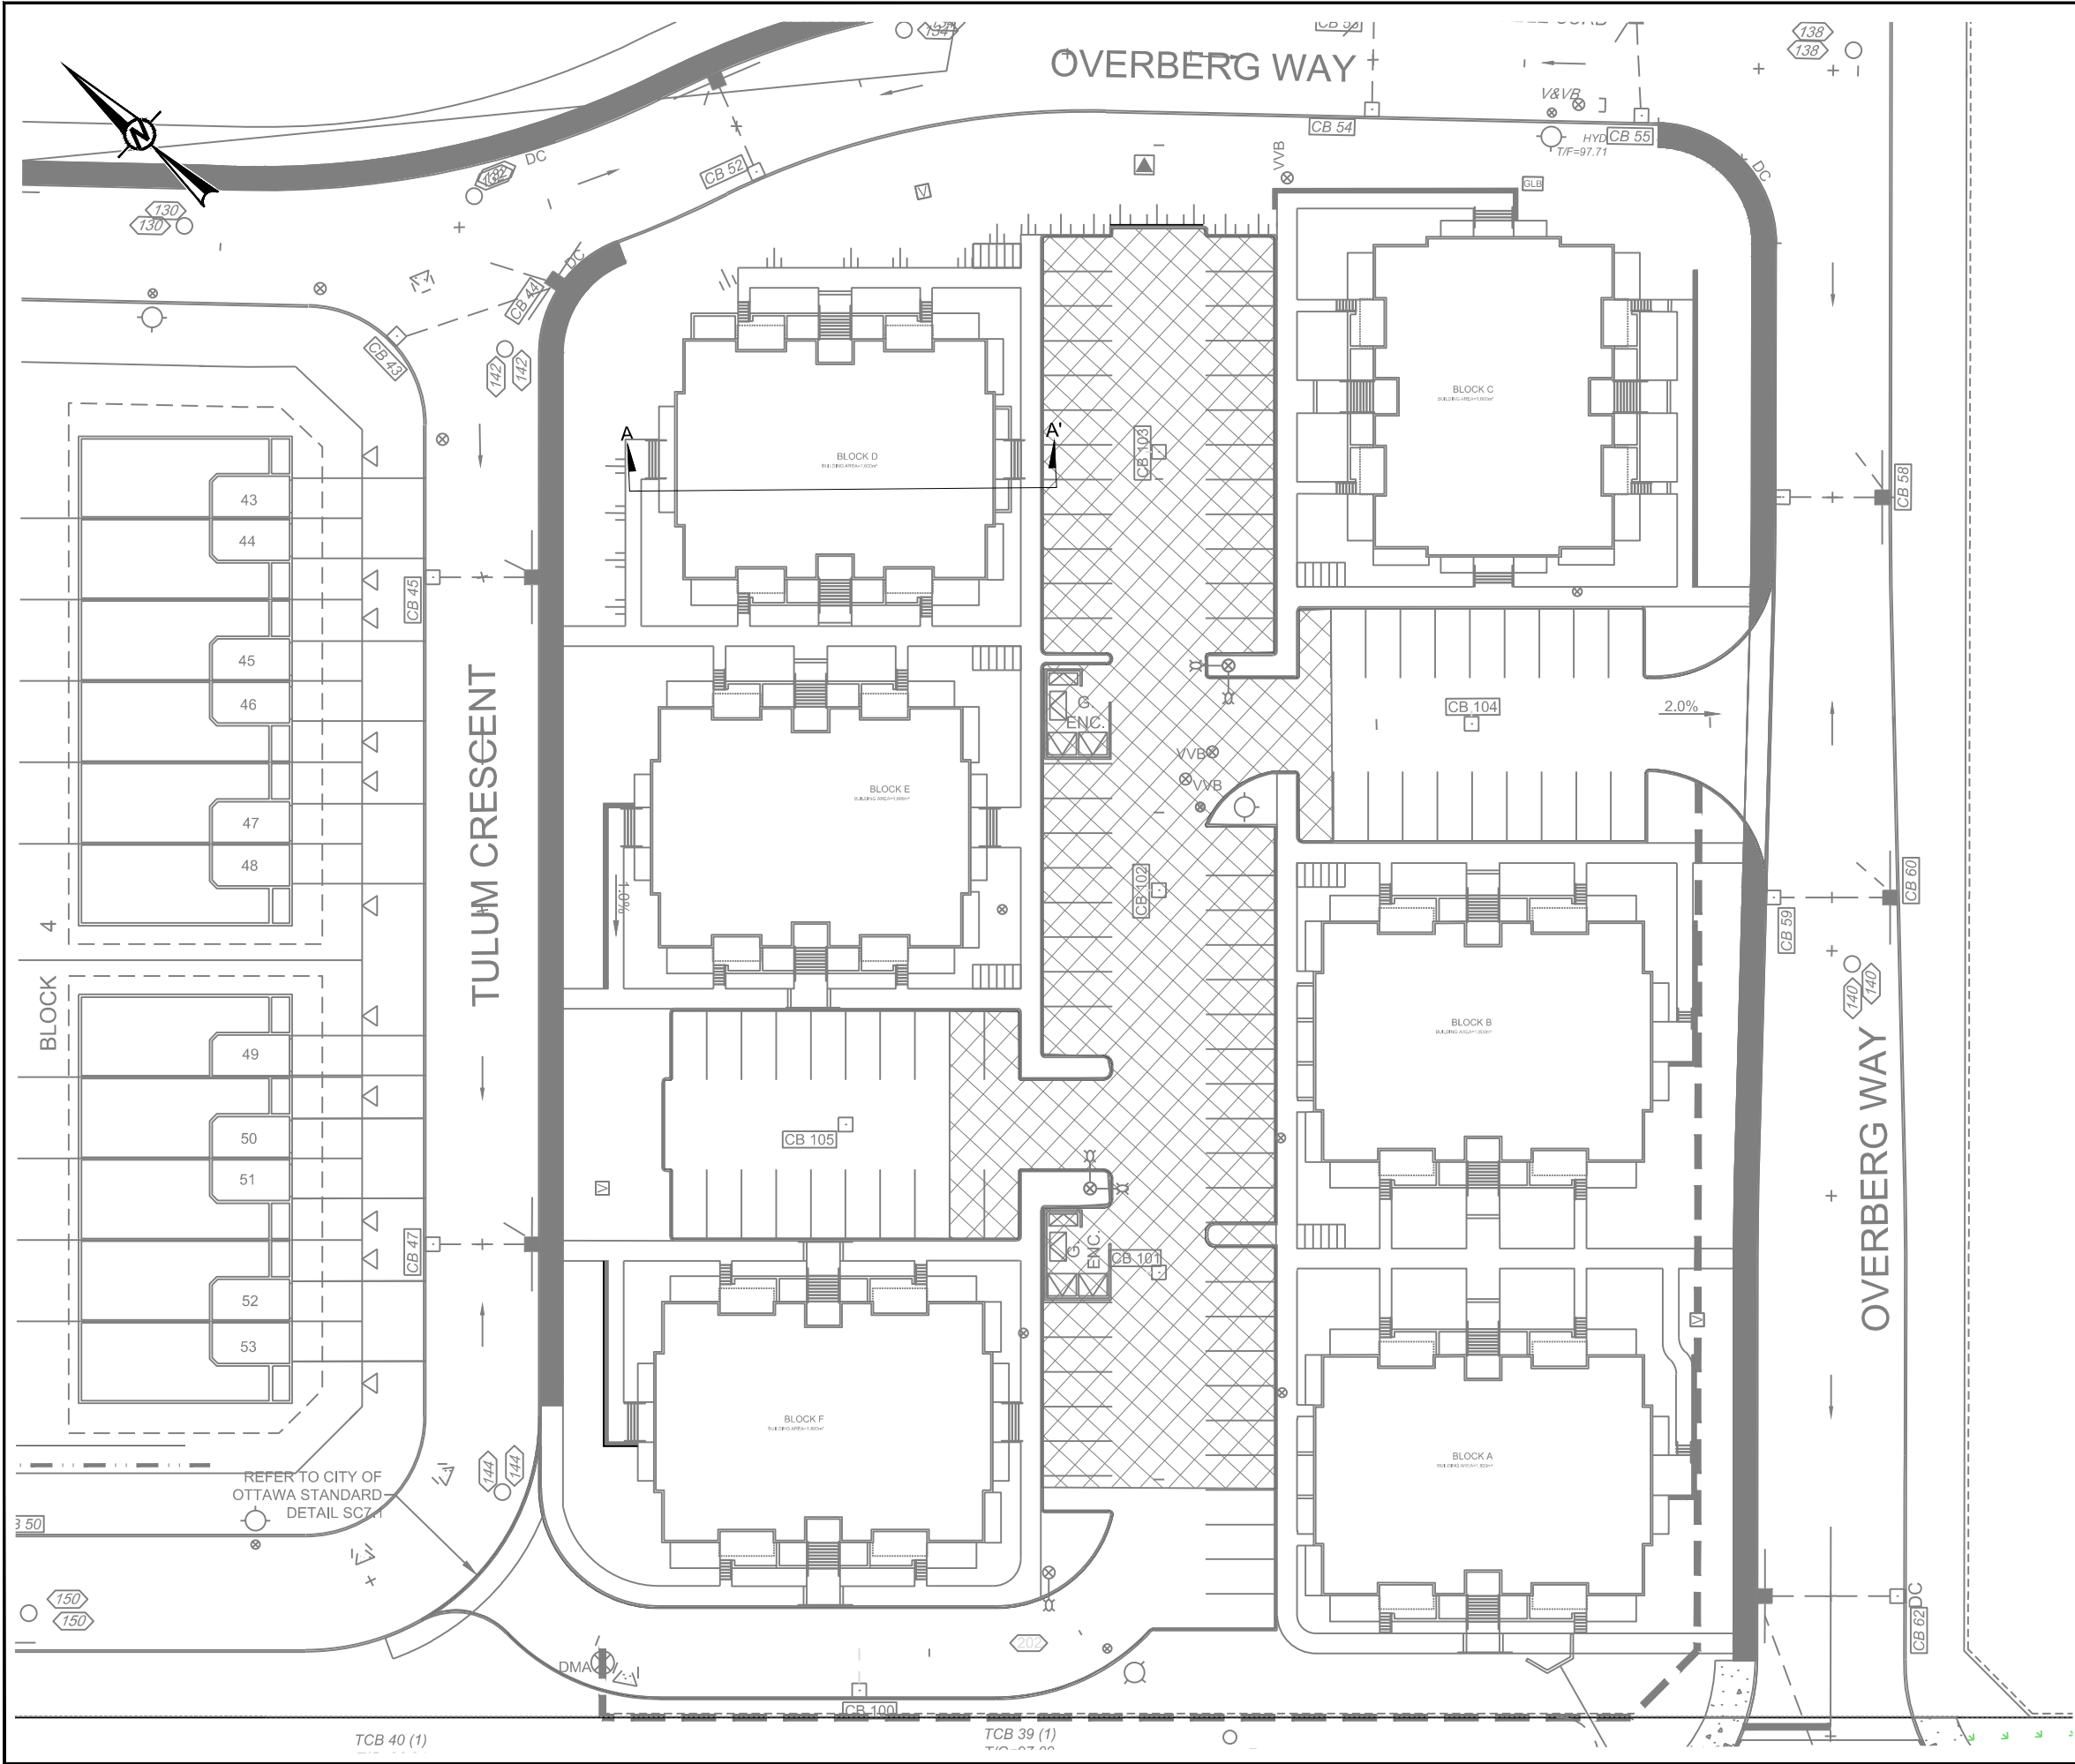 OVERBERG WAY
138
138
130
130
N
DC
CB 52
V
VVB
CB 54
V&VB
HYD
CB 55
T/F=97.71
DC
GLB
DC
CB 44
CB 43
142
142
BLOCK C
A
A'
BLOCK D
CB 103
CB 58
43
44
CB 45
45
46
TULUM CRESCENT
G.
ENC.
CB 104
2.0%
VVB
VVB
47
48
BLOCK E
1.0%
CB 102
CB 60
CB 59
BLOCK 4
BLOCK B
140
140
49
50
51
CB 105
V
OVERBERG WAY
CB 47
G.
ENC.
CB 101
52
53
V
BLOCK F
BLOCK A
144
144
REFER TO CITY OF
OTTAWA STANDARD
DETAIL SC7.1
150
150
202
DMA
DC
CB 62
CB 100
TCB 40 (1)
TCB 39 (1)